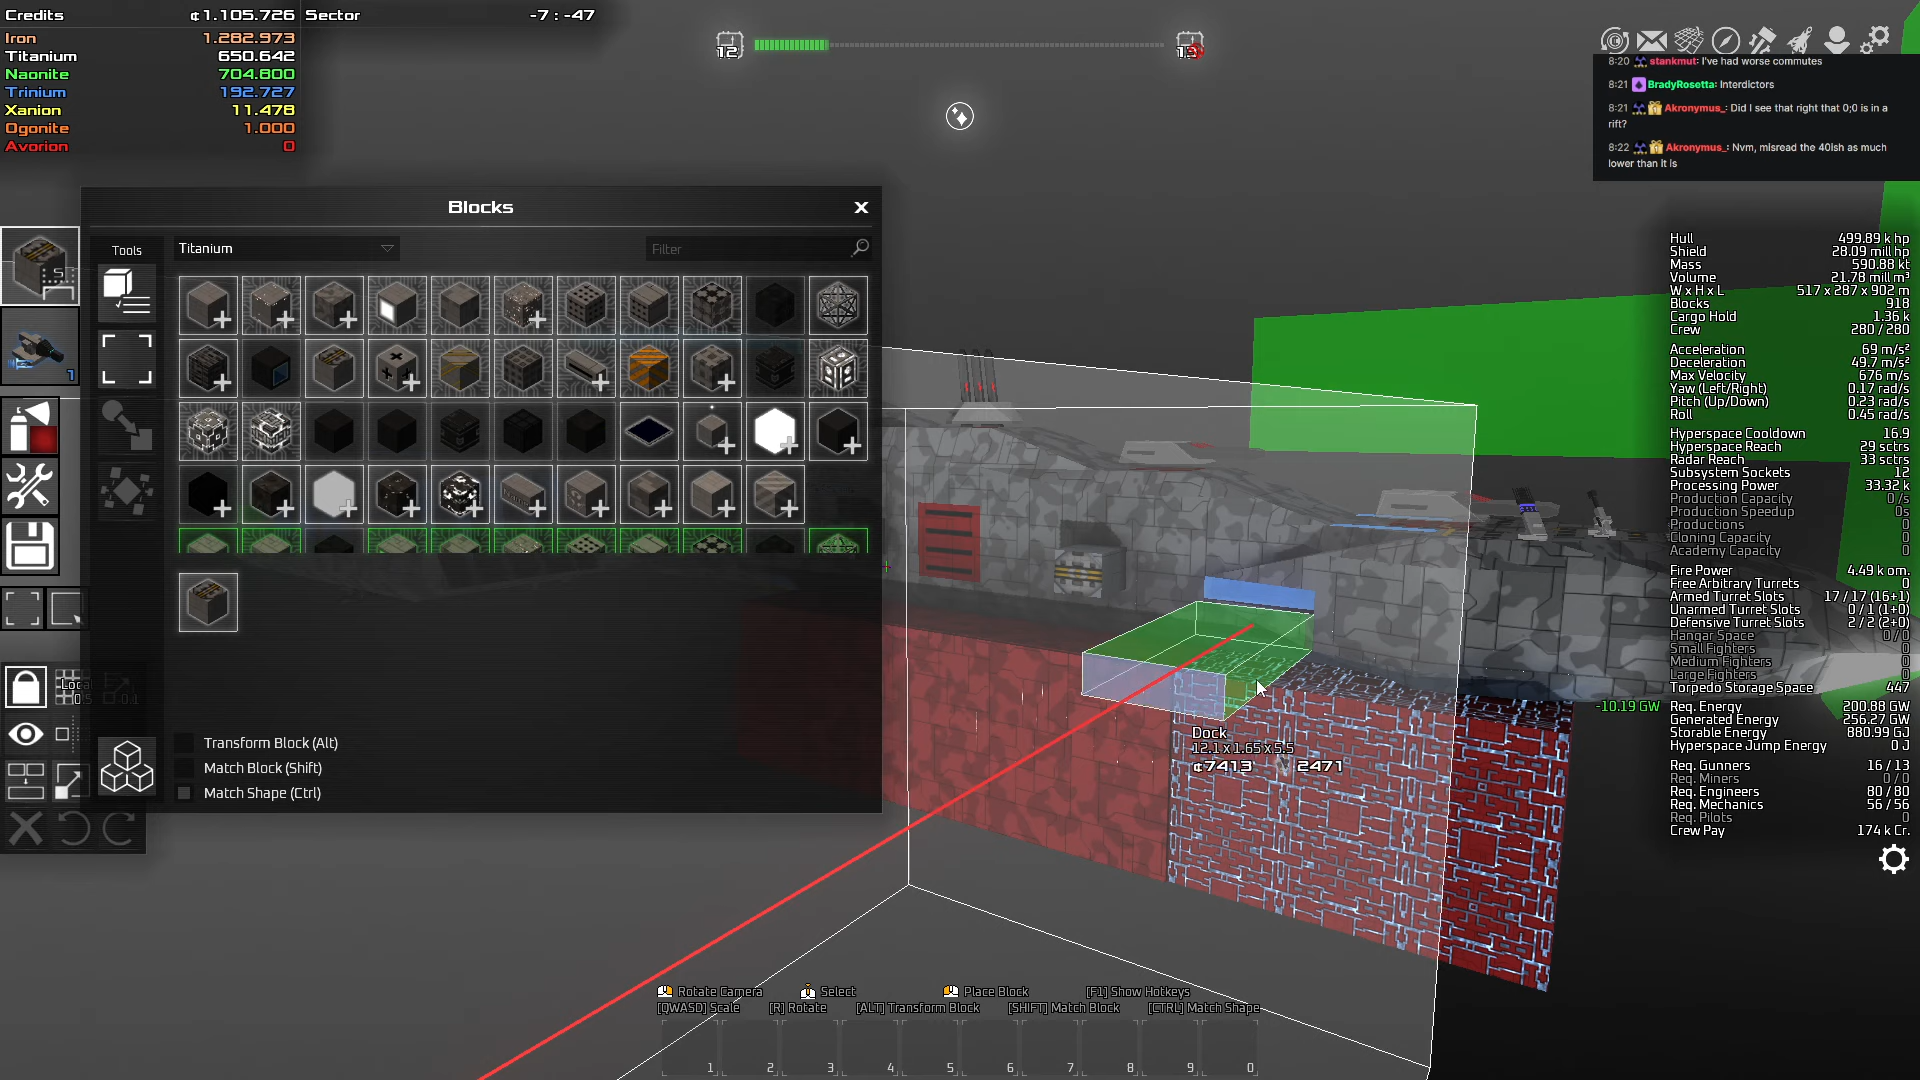 Credits ¢1.105.726 Sector -7 : -47
Iron 1.282.973
Titanium 650.642
Naonite 704.800
Trinium 192.727
Xanion 11.478
Ogonite 1.000
Avorion 0
12
13
8:20 stankmut: I've had worse commutes
8:21 BradyRosetta: Interdictors
8:21 Akronymus_: Did I see that right that 0;0 is in a
rift?
8:22 Akronymus_: Nvm, misread the 40ish as much
lower than it is
Blocks
X
Tools
Titanium
Filter
Transform Block (Alt)
Match Block (Shift)
Match Shape (Ctrl)
Local
0.5
0.1
1
Dock
12.1 x 1.65 x 5.5
¢7413 2471
Hull 499.89 k hp
Shield 28.09 mill hp
Mass 590.88 kt
Volume 21.78 mill m³
W x H x L 517 x 287 x 902 m
Blocks 918
Cargo Hold 1.36 k
Crew 280 / 280
Acceleration 69 m/s²
Deceleration 49.7 m/s²
Max Velocity 676 m/s
Yaw (Left/Right) 0.17 rad/s
Pitch (Up/Down) 0.23 rad/s
Roll 0.45 rad/s
Hyperspace Cooldown 16.9
Hyperspace Reach 29 sctrs
Radar Reach 33 sctrs
Subsystem Sockets 12
Processing Power 33.32 k
Production Capacity 0 /s
Production Speedup 0s
Productions 0
Cloning Capacity 0
Academy Capacity 0
Fire Power 4.49 k om.
Free Arbitrary Turrets 0
Armed Turret Slots 17 / 17 (16+1)
Unarmed Turret Slots 0 / 1 (1+0)
Defensive Turret Slots 2 / 2 (2+0)
Hangar Space 0 / 0
Small Fighters 0
Medium Fighters 0
Large Fighters 0
Torpedo Storage Space 447
-10.19 GW Req. Energy 200.88 GW
Generated Energy 256.27 GW
Storable Energy 880.99 GJ
Hyperspace Jump Energy 0 J
Req. Gunners 16 / 13
Req. Miners 0 / 0
Req. Engineers 80 / 80
Req. Mechanics 56 / 56
Req. Pilots 0
Crew Pay 174 k Cr.
Rotate Camera Select Place Block [F1] Show Hotkeys
[QWASD] Scale [R] Rotate [ALT] Transform Block [SHIFT] Match Block [CTRL] Match Shape
1 2 3 4 5 6 7 8 9 0